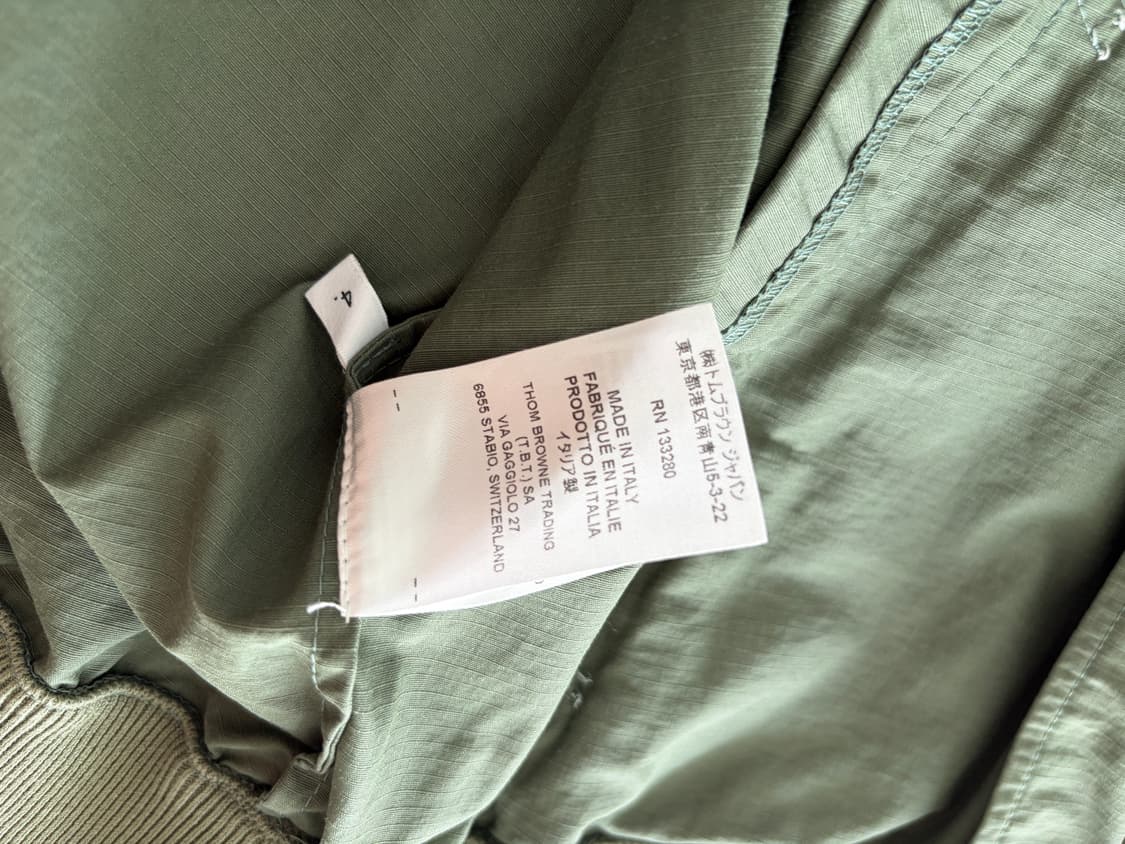 ㈱トムブラウン ジャパン
東京都港区南青山5-3-22
RN 133280
MADE IN ITALY
FABRIQUÉ EN ITALIE
PRODOTTO IN ITALIA
イタリア製
THOM BROWNE TRADING
(T.B.T.) SA
VIA GAGGIOLO 27
6855 STABIO, SWITZERLAND
4.